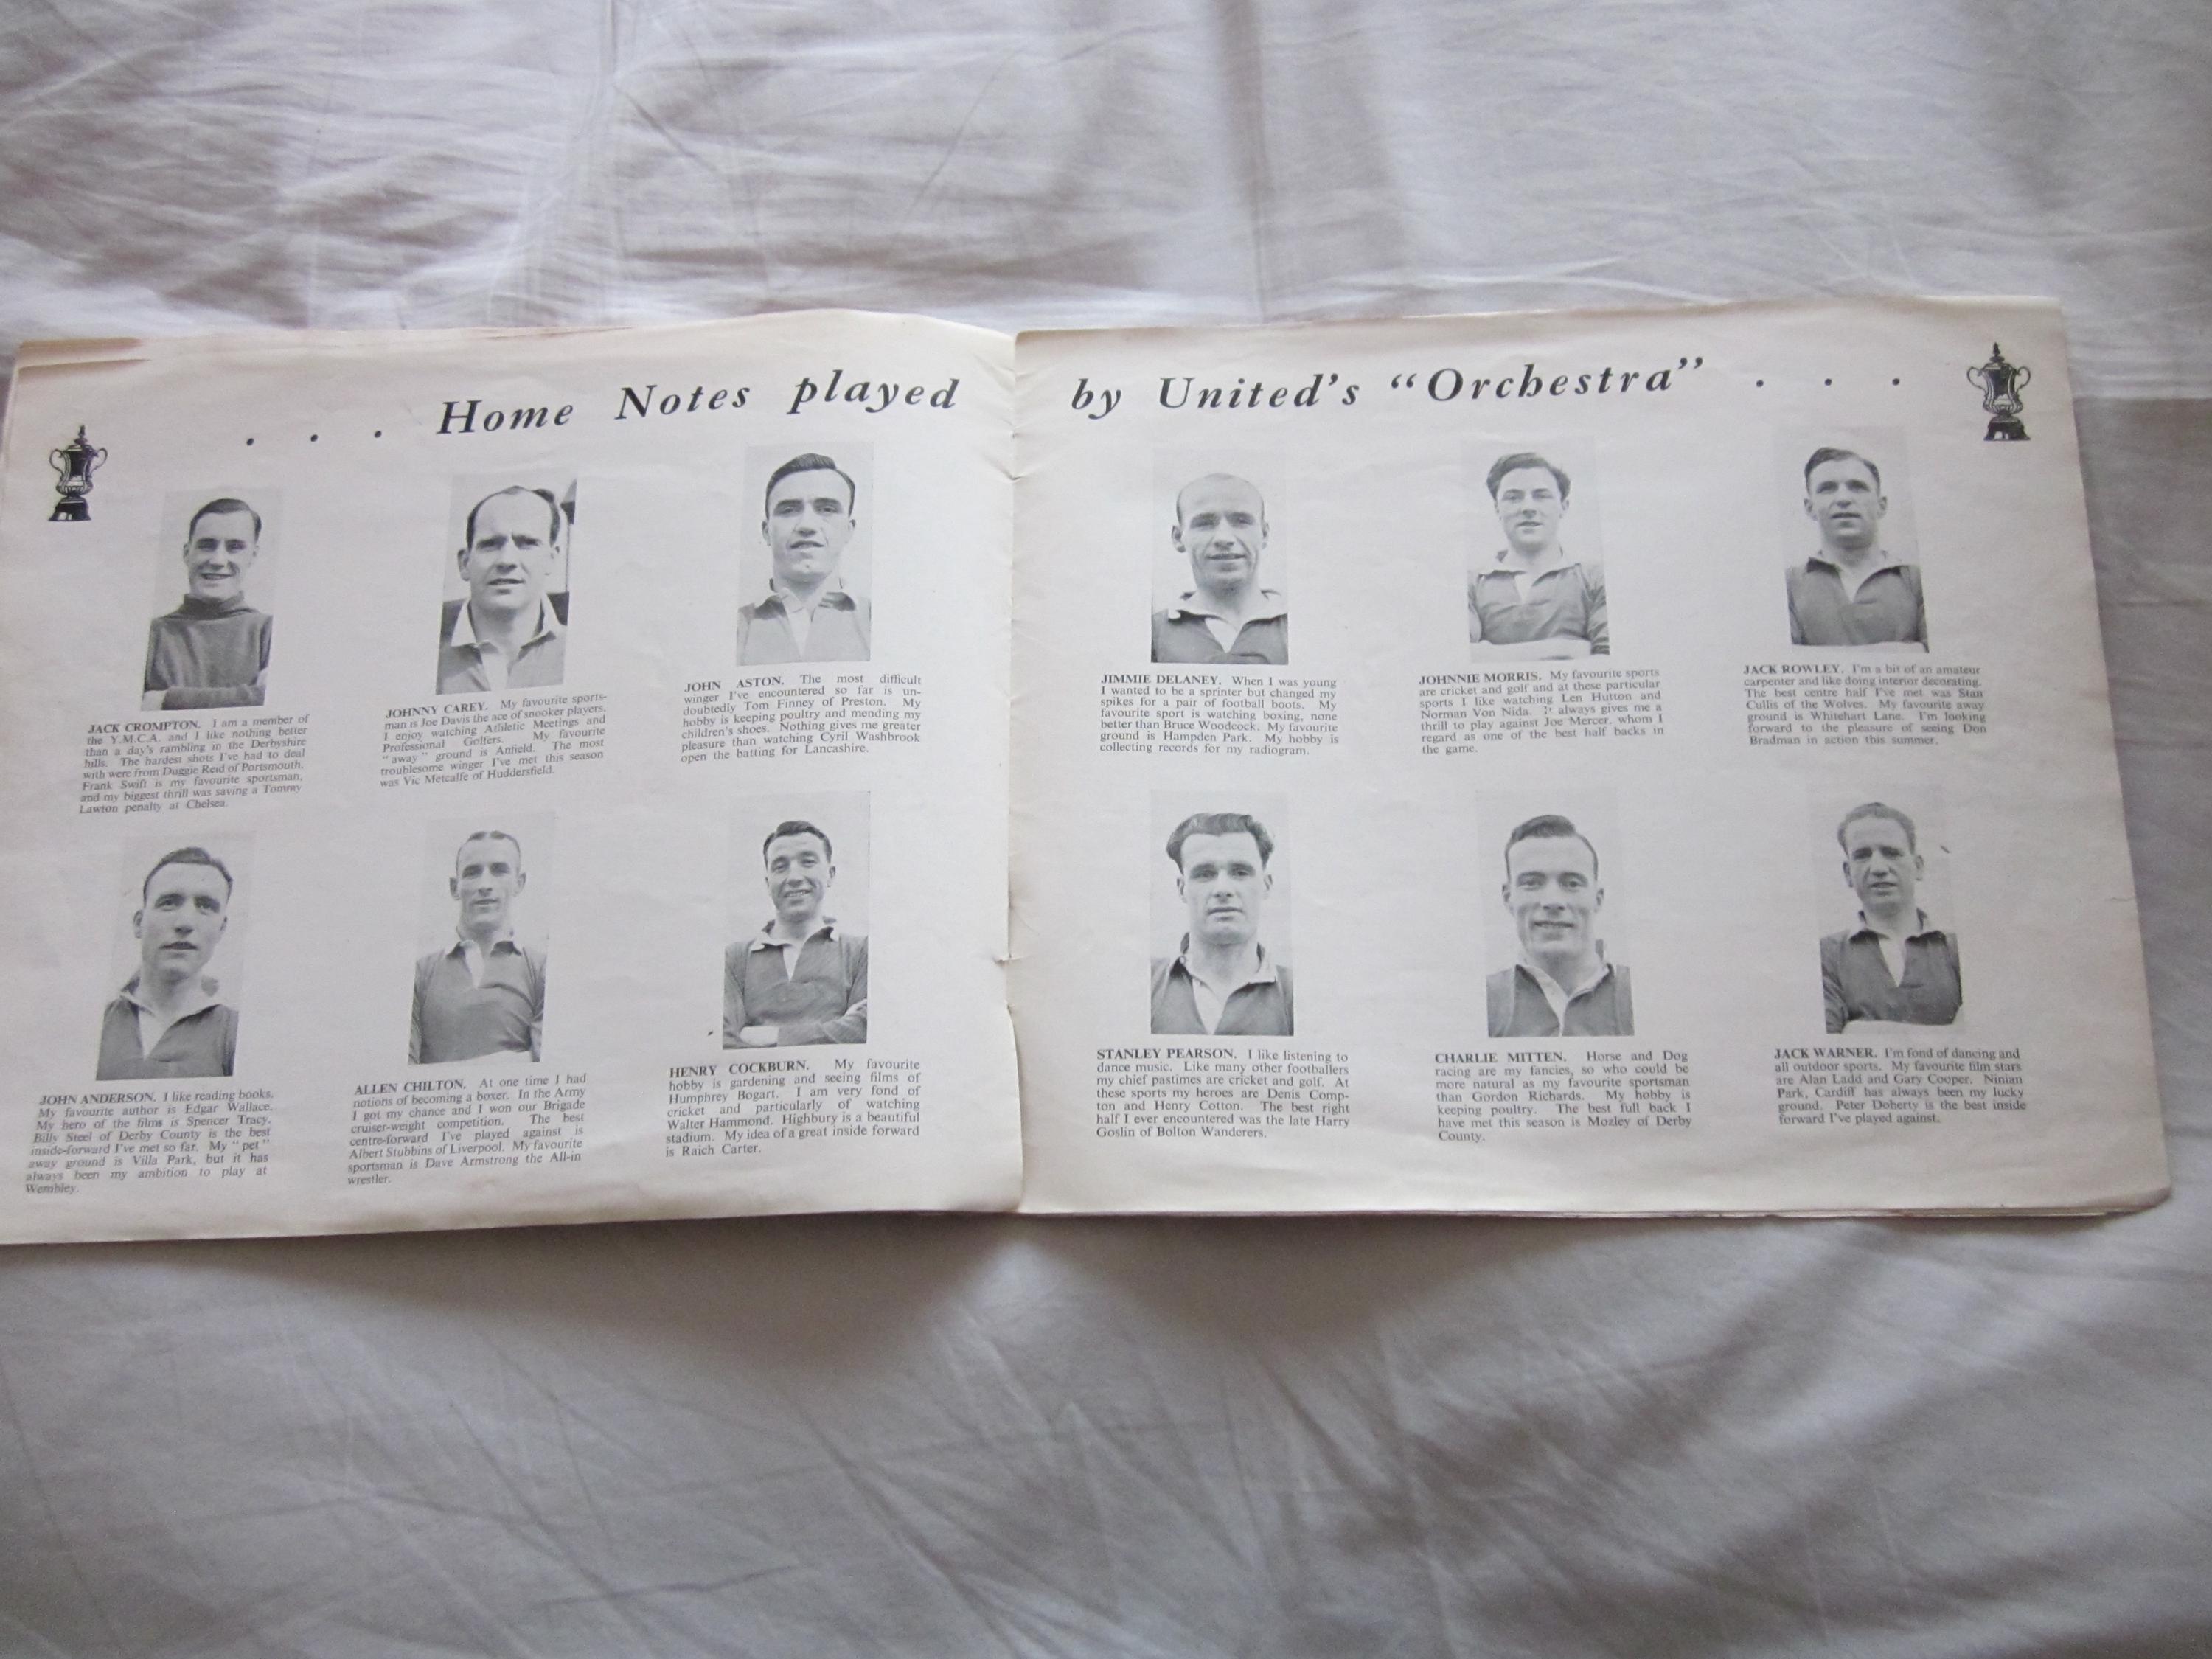 . . . Home Notes played
by United's “Orchestra” . . .
JACK CROMPTON. I am a member of
the Y.M.C.A. and I like nothing better
than a day's rambling in the Derbyshire
hills. The hardest shots I've had to deal
with were from Duggie Reid of Portsmouth.
Frank Swift is my favourite sportsman,
and my biggest thrill was saving a Tommy
Lawton penalty at Chelsea.
JOHNNY CAREY. My favourite sports-
man is Joe Davis the ace of snooker players.
I enjoy watching Athletic Meetings and
Professional Golfers. My favourite
“away” ground is Anfield. The most
troublesome winger I've met this season
was Vic Metcalfe of Huddersfield.
JOHN ASTON. The most difficult
winger I've encountered so far is un-
doubtedly Tom Finney of Preston. My
hobby is keeping poultry and mending my
children's shoes. Nothing gives me greater
pleasure than watching Cyril Washbrook
open the batting for Lancashire.
JOHN ANDERSON. I like reading books.
My favourite author is Edgar Wallace.
My hero of the films is Spencer Tracy.
Billy Steel of Derby County is the best
inside-forward I've met so far. My “pet”
away ground is Villa Park, but it has
always been my ambition to play at
Wembley.
ALLEN CHILTON. At one time I had
notions of becoming a boxer. In the Army
I got my chance and I won our Brigade
cruiser-weight competition. The best
centre-forward I've played against is
Albert Stubbins of Liverpool. My favourite
sportsman is Dave Armstrong the All-in
wrestler.
HENRY COCKBURN. My favourite
hobby is gardening and seeing films of
Humphrey Bogart. I am very fond of
cricket and particularly of watching
Walter Hammond. Highbury is a beautiful
stadium. My idea of a great inside forward
is Raich Carter.
JIMMIE DELANEY. When I was young
I wanted to be a sprinter but changed my
spikes for a pair of football boots. My
favourite sport is watching boxing, none
better than Bruce Woodcock. My favourite
ground is Hampden Park. My hobby is
collecting records for my radiogram.
JOHNNIE MORRIS. My favourite sports
are cricket and golf and at these particular
sports I like watching Len Hutton and
Norman Von Nida. It always gives me a
thrill to play against Joe Mercer, whom I
regard as one of the best half backs in
the game.
JACK ROWLEY. I'm a bit of an amateur
carpenter and like doing interior decorating.
The best centre half I've met was Stan
Cullis of the Wolves. My favourite away
ground is Whitehart Lane. I'm looking
forward to the pleasure of seeing Don
Bradman in action this summer.
STANLEY PEARSON. I like listening to
dance music. Like many other footballers
my chief pastimes are cricket and golf. At
these sports my heroes are Denis Comp-
ton and Henry Cotton. The best right
half I ever encountered was the late Harry
Goslin of Bolton Wanderers.
CHARLIE MITTEN. Horse and Dog
racing are my fancies, so who could be
more natural as my favourite sportsman
than Gordon Richards. My hobby is
keeping poultry. The best full back I
have met this season is Mozley of Derby
County.
JACK WARNER. I'm fond of dancing and
all outdoor sports. My favourite film stars
are Alan Ladd and Gary Cooper. Ninian
Park, Cardiff has always been my lucky
ground. Peter Doherty is the best inside
forward I've played against.